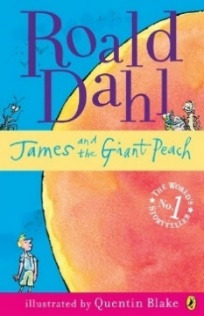 Roald
Dahl
James and the Giant Peach
THE WORLD'S
No. 1
STORYTELLER
illustrated by Quentin Blake